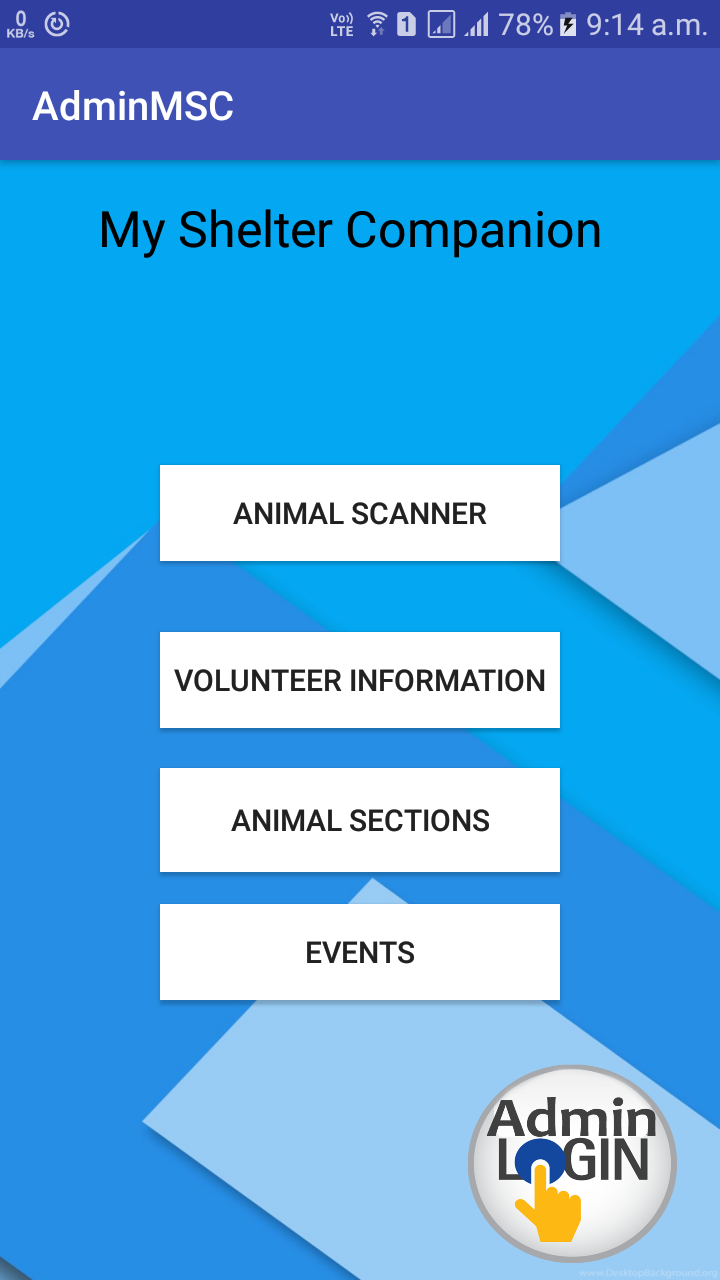 0
KB/s
Vo))
LTE
1
78%
9:14 a.m.
AdminMSC
My Shelter Companion
ANIMAL SCANNER
VOLUNTEER INFORMATION
ANIMAL SECTIONS
EVENTS
Admin
LOGIN
www.DesktopBackground.org